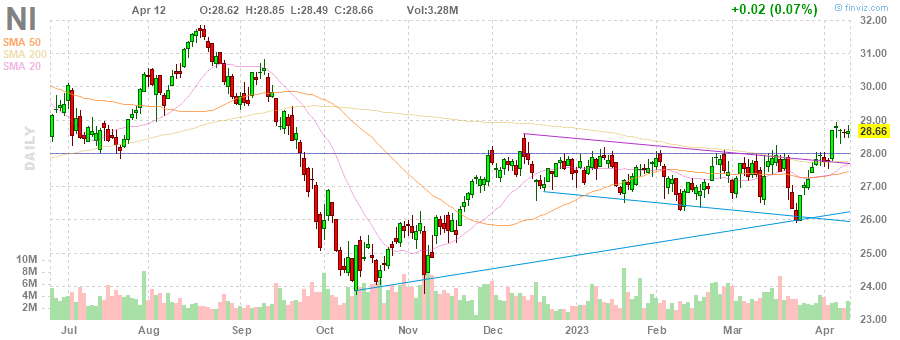 NI Apr 12 O:28.62 H:28.85 L:28.49 C:28.66 Vol:3.28M +0.02 (0.07%) @ finviz.com
SMA 50
SMA 200
SMA 20
DAILY
32.00
31.00
30.00
29.00
28.66
28.00
27.00
26.00
25.00
24.00
23.00
10M
8M
6M
4M
2M
Jul Aug Sep Oct Nov Dec 2023 Feb Mar Apr